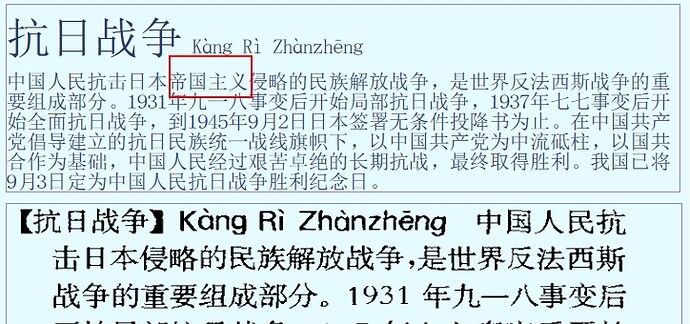 抗日战争 Kàng Rì Zhànzhēng
中国人民抗击日本帝国主义侵略的民族解放战争，是世界反法西斯战争的重
要组成部分。1931年九一八事变后开始局部抗日战争，1937年七七事变后开
始全面抗日战争，到1945年9月2日日本签署无条件投降书为止。在中国共产
党倡导建立的抗日民族统一战线旗帜下，以中国共产党为中流砥柱，以国共
合作为基础，中国人民经过艰苦卓绝的长期抗战，最终取得胜利。我国已将
9月3日定为中国人民抗日战争胜利纪念日。
【抗日战争】Kàng Rì Zhànzhēng 中国人民抗
击日本侵略的民族解放战争，是世界反法西斯
战争的重要组成部分。1931 年九一八事变后